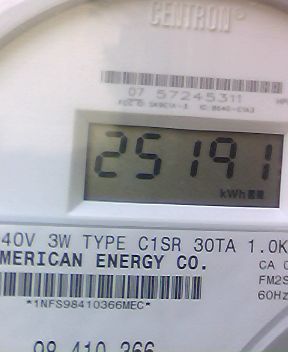 CENTRON®
07 57245311
25191
kWh
40V 3W TYPE C1SR 30TA 1.0K
MERICAN ENERGY CO.
CA 0
FM2S
60Hz
*1NFS98410366MEC*
98 410 366